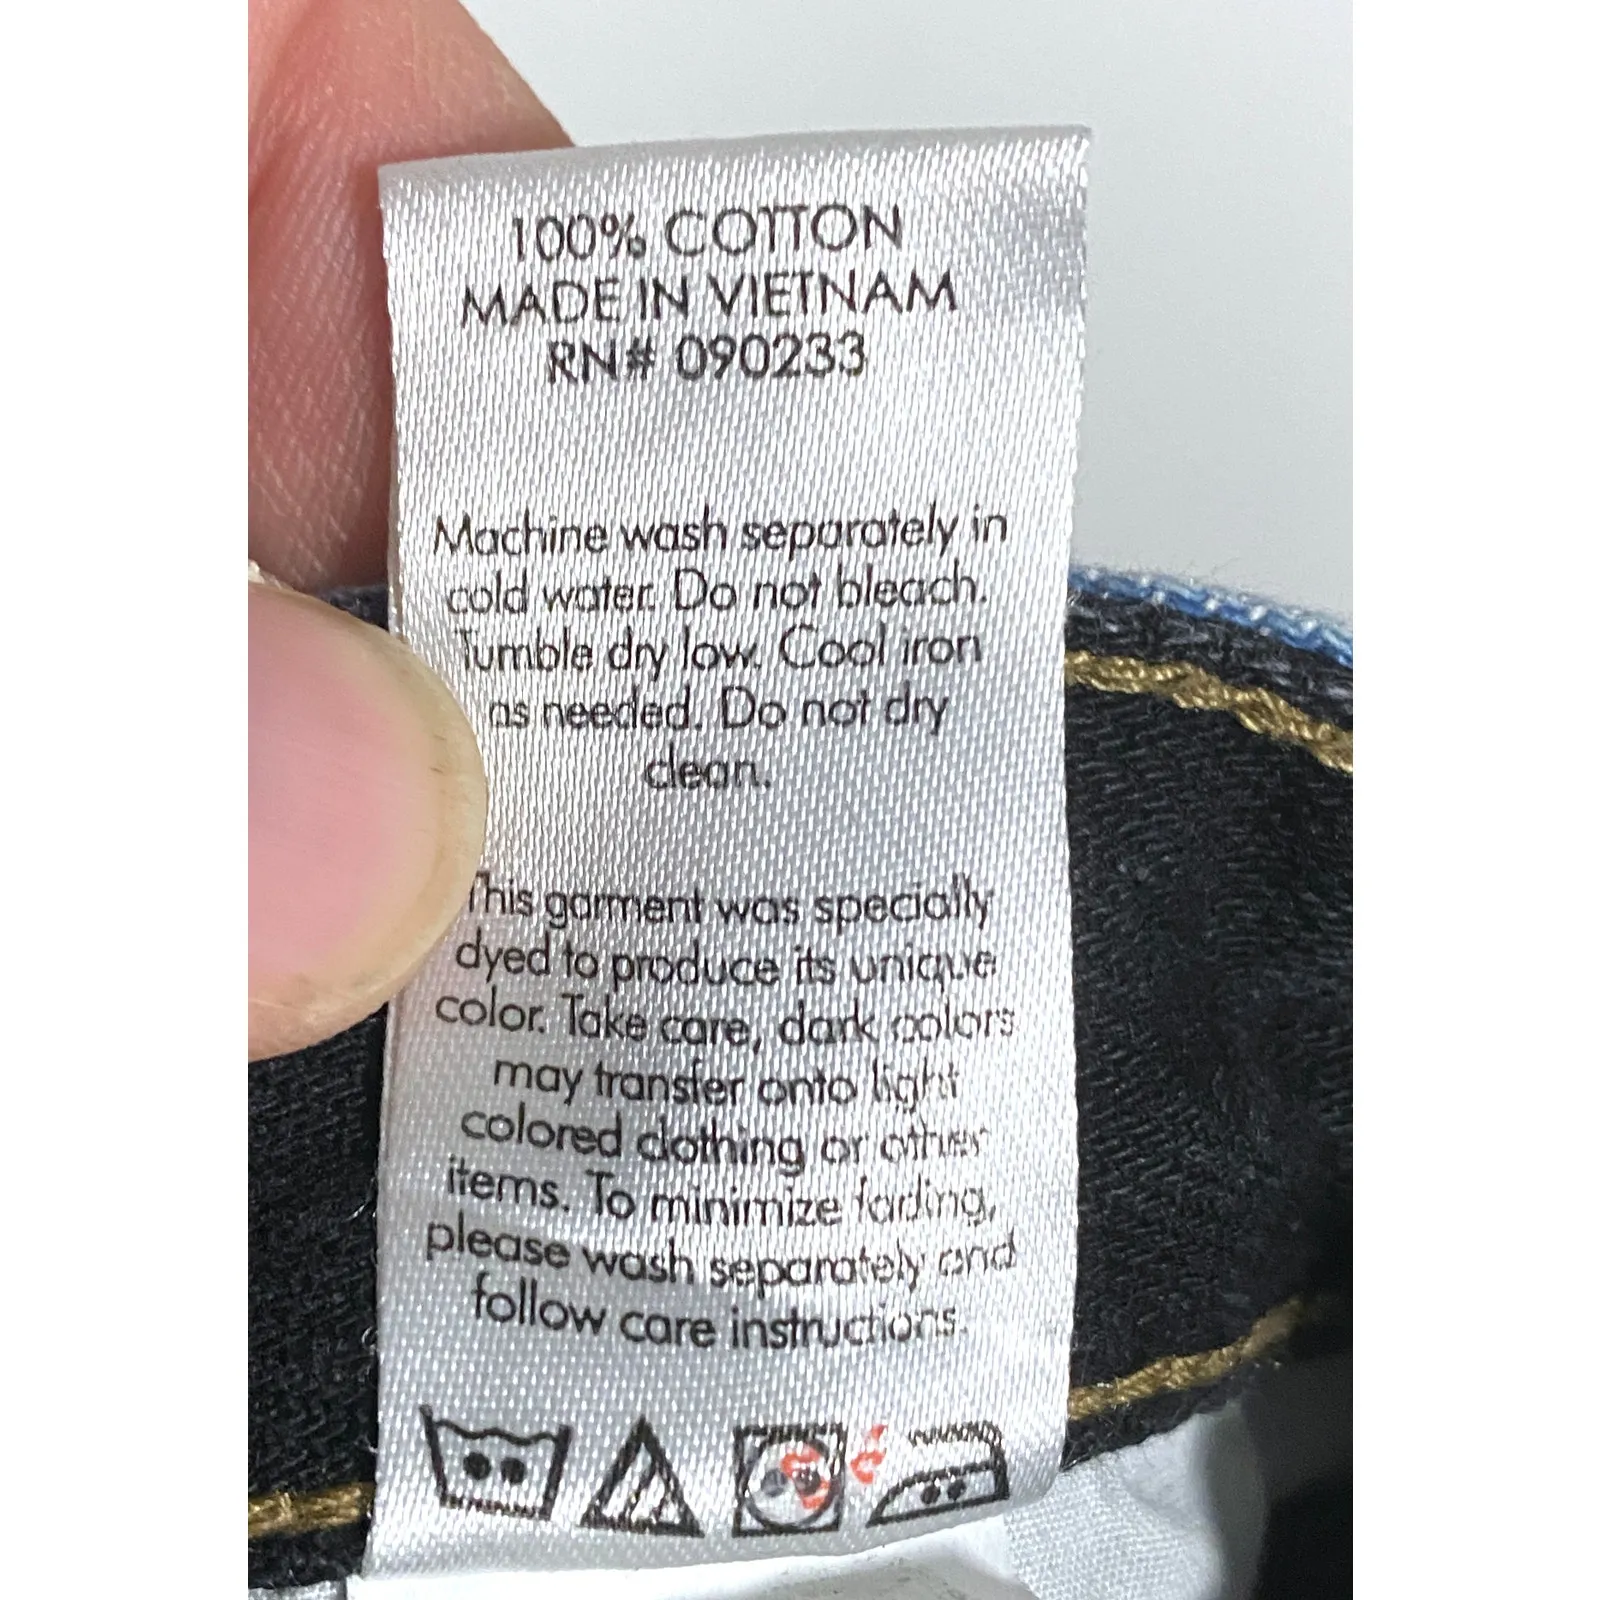 100% COTTON
MADE IN VIETNAM
RN# 090233
Machine wash separately in
cold water. Do not bleach.
Tumble dry low. Cool iron
as needed. Do not dry
clean.
This garment was specially
dyed to produce its unique
color. Take care, dark colors
may transfer onto light
colored clothing or other
items. To minimize fading,
please wash separately and
follow care instructions.